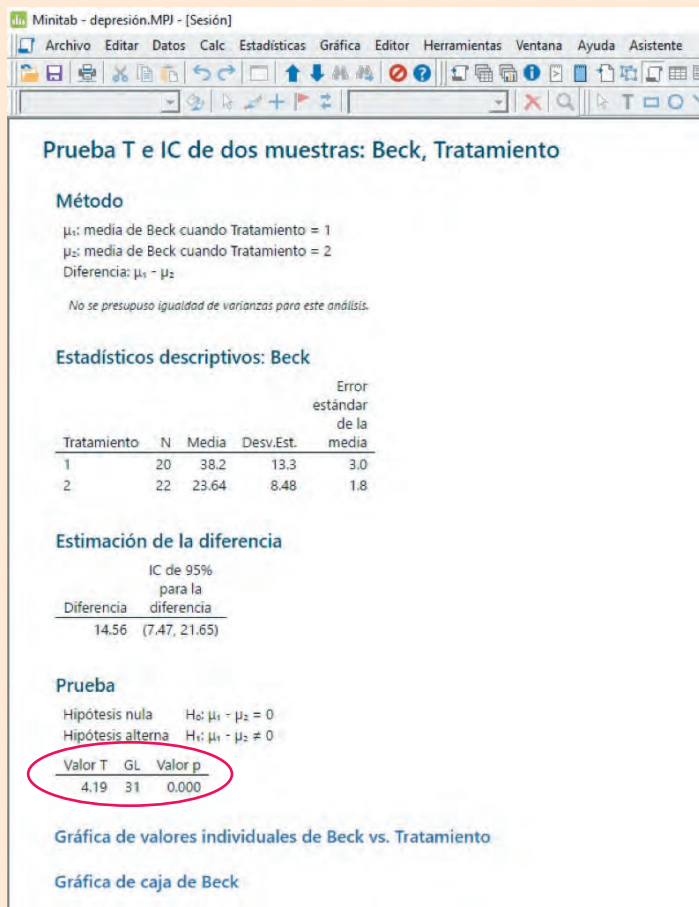 Minitab - depresión.MPJ - [Sesión]
Archivo Editar Datos Calc Estadísticas Gráfica Editor Herramientas Ventana Ayuda Asistente
Prueba T e IC de dos muestras: Beck, Tratamiento
Método
μ₁: media de Beck cuando Tratamiento = 1
μ₂: media de Beck cuando Tratamiento = 2
Diferencia: μ₁ - μ₂
No se presupuso igualdad de varianzas para este análisis.
Estadísticos descriptivos: Beck
Error
estándar
de la
Tratamiento N Media Desv.Est. media
1 20 38.2 13.3 3.0
2 22 23.64 8.48 1.8
Estimación de la diferencia
IC de 95%
para la
Diferencia diferencia
14.56 (7.47, 21.65)
Prueba
Hipótesis nula H₀: μ₁ - μ₂ = 0
Hipótesis alterna H₁: μ₁ - μ₂ ≠ 0
Valor T GL Valor p
4.19 31 0.000
Gráfica de valores individuales de Beck vs. Tratamiento
Gráfica de caja de Beck